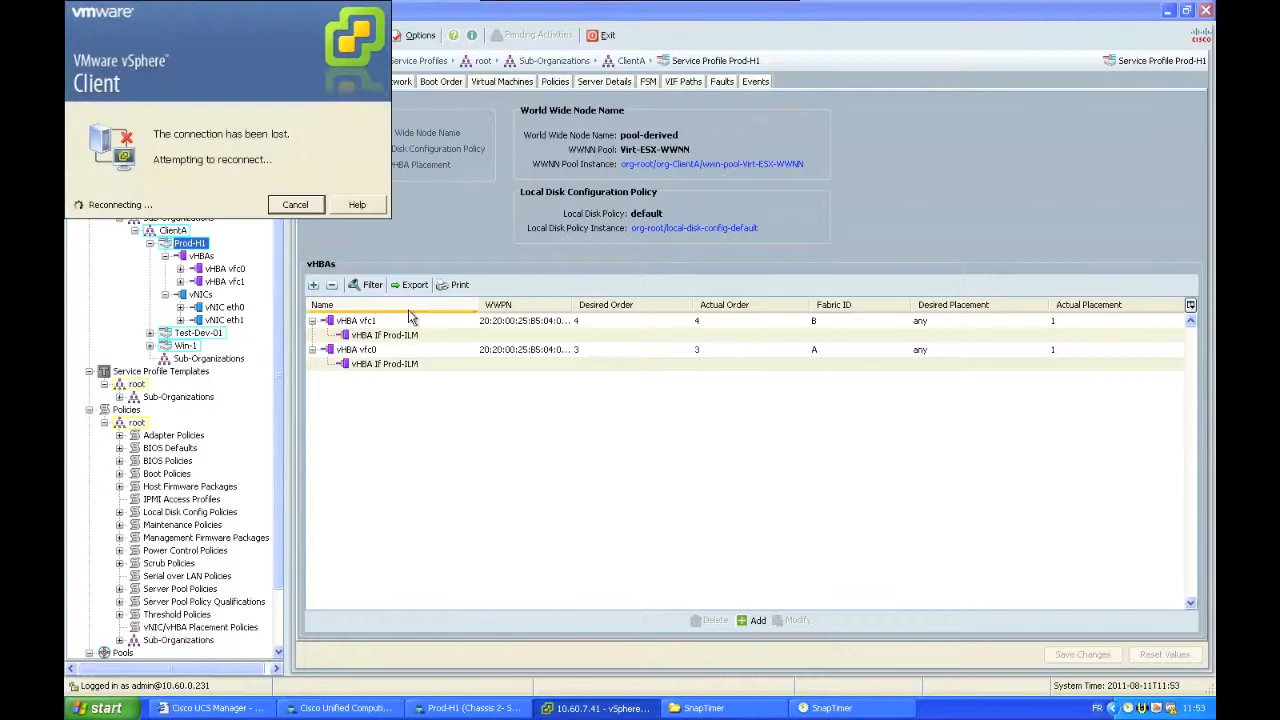 vmware
VMware vSphere™
Client
The connection has been lost.
Attempting to reconnect...
Reconnecting ...
Cancel
Help
Options
Pending Activities
Exit
CISCO
Service Profiles
root
Sub-Organizations
ClientA
Service Profile Prod-H1
Service Profile Prod-H1
Boot Order
Virtual Machines
Policies
Server Details
FSM
VIF Paths
Faults
Events
Wide Node Name
vHBA Placement
World Wide Node Name
World Wide Node Name: pool-derived
WWNN Pool: Virt-ESX-WWNN
WWNN Pool Instance: org-root/org-ClientA/wwn-pool-Virt-ESX-WWNN
Local Disk Configuration Policy
Local Disk Policy: default
Local Disk Policy Instance: org-root/local-disk-config-default
ClientA
Prod-H1
vHBAs
vHBA vfc0
vHBA vfc1
vNICs
vNIC eth0
vNIC eth1
Test-Dev-01
Win-1
Sub-Organizations
Service Profile Templates
root
Sub-Organizations
Policies
root
Adapter Policies
BIOS Defaults
BIOS Policies
Boot Policies
Host Firmware Packages
IPMI Access Profiles
Local Disk Config Policies
Maintenance Policies
Management Firmware Packages
Power Control Policies
Scrub Policies
Serial over LAN Policies
Server Pool Policies
Server Pool Policy Qualifications
Threshold Policies
vNIC/vHBA Placement Policies
Sub-Organizations
Pools
vHBAs
Filter
Export
Print
Name WWPN Desired Order Actual Order Fabric ID Desired Placement Actual Placement
vHBA vfc1 20:20:00:25:B5:04:0... 4 4 B any 1
vHBA If Prod-ILM
vHBA vfc0 20:20:00:25:B5:04:0... 3 3 A any 1
vHBA If Prod-ILM
Delete
Add
Modify
Save Changes
Reset Values
Logged in as admin@10.60.0.231
System Time: 2011-08-11T11:53
start
Cisco UCS Manager - ...
Cisco Unified Computi...
Prod-H1 (Chassis 2- S...
10.60.7.41 - vSphere...
SnapTimer
SnapTimer
FR
11:53